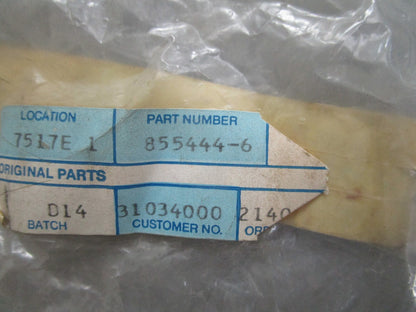 LOCATION PART NUMBER
7517E 1 855444-6
ORIGINAL PARTS
D14 31034000 2140
BATCH CUSTOMER NO.